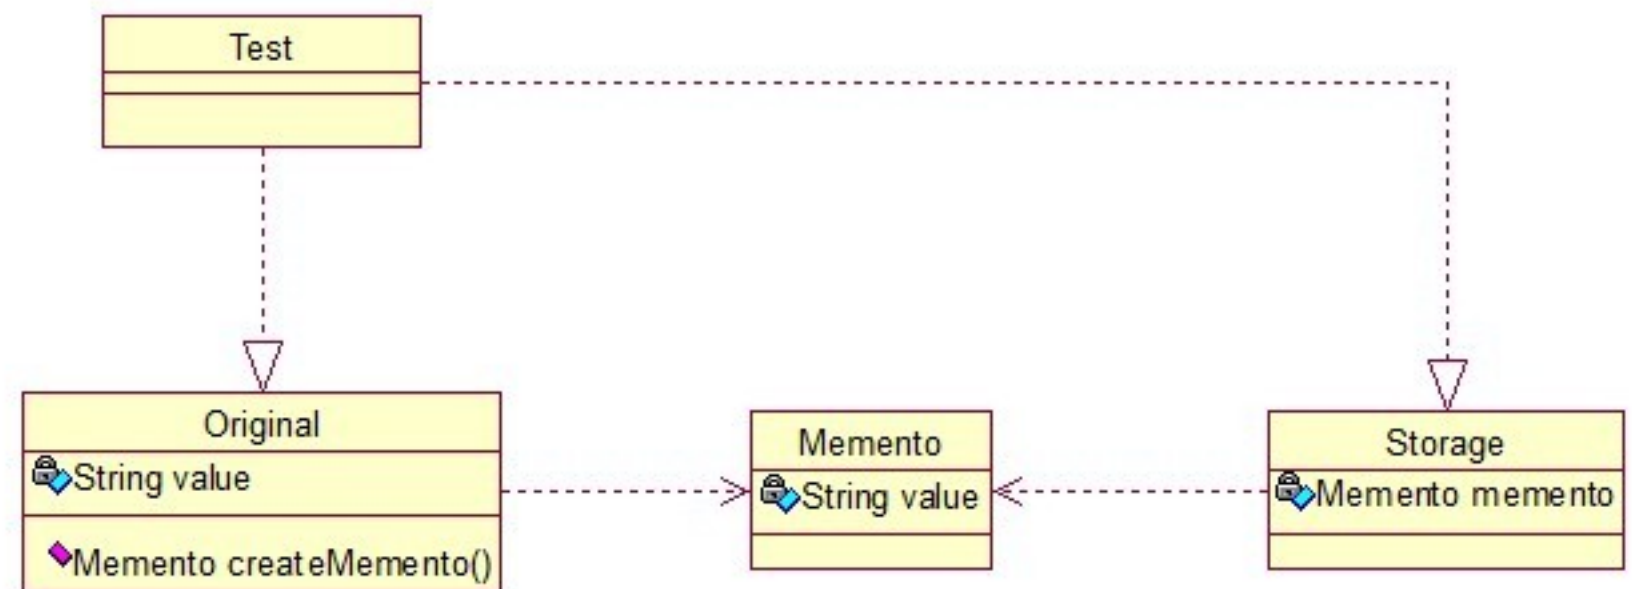 Test
Original
String value
Memento createMemento()
Memento
String value
Storage
Memento memento